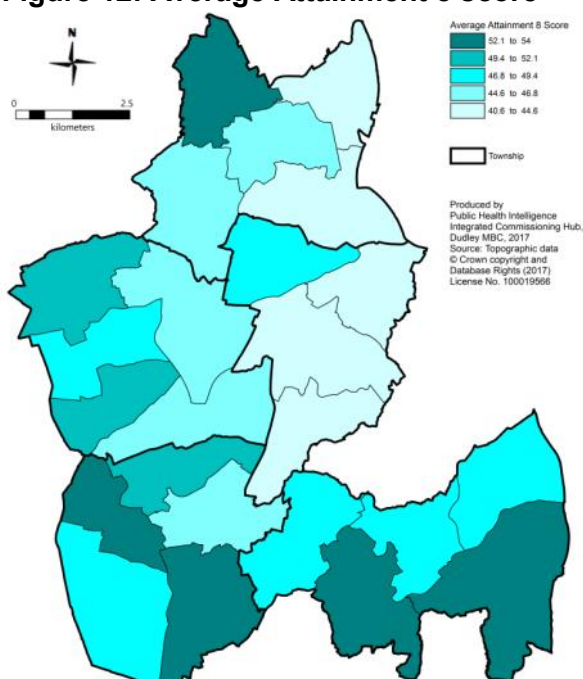 Figure 12: Average Attainment 8 Score
Average Attainment 8 Score
52.1 to 54
49.4 to 52.1
46.8 to 49.4
44.6 to 46.8
40.6 to 44.6
Township
N
0 2.5
kilometers
Produced by
Public Health Intelligence
Integrated Commissioning Hub,
Dudley MBC, 2017
Source: Topographic data
© Crown copyright and
Database Rights (2017)
License No. 100019566